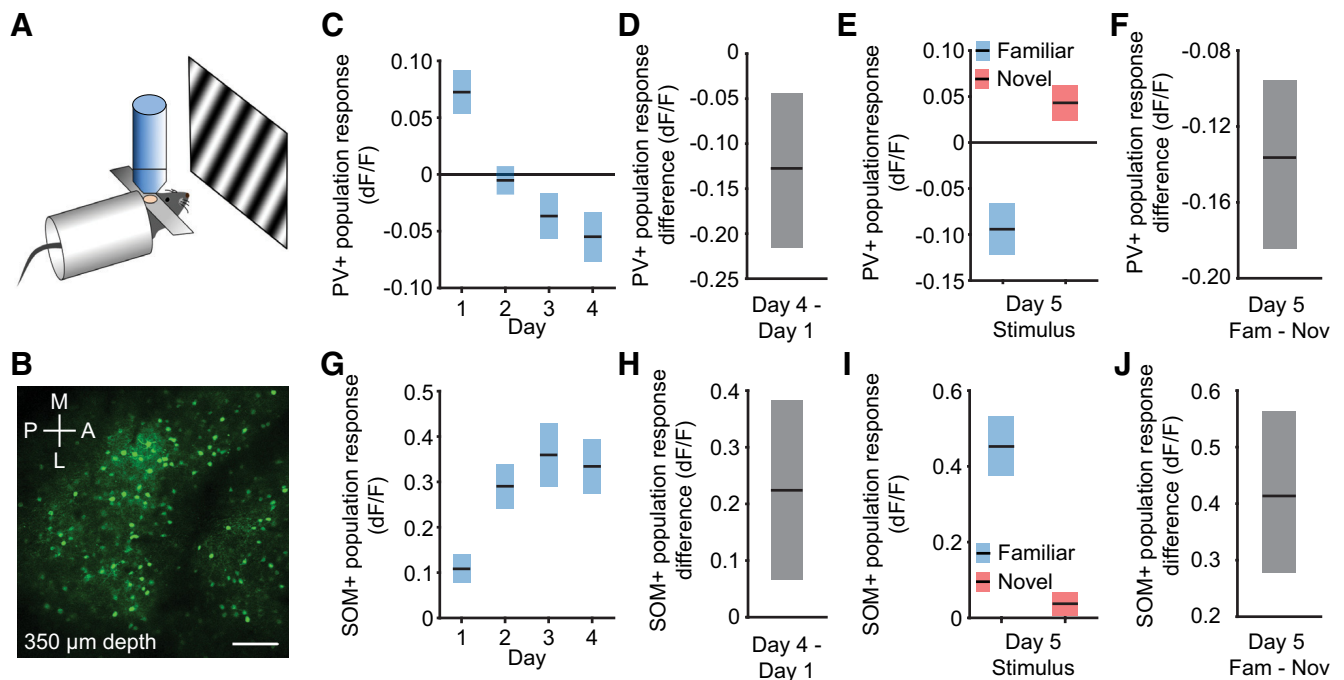 A
B
M
P
A
L
350 µm depth
C
PV+ population response
(dF/F)
0.10
0.05
0
-0.05
-0.10
1
2
3
4
Day
D
PV+ population response
difference (dF/F)
0
-0.05
-0.10
-0.15
-0.20
-0.25
Day 4 -
Day 1
E
PV+ populationresponse
(dF/F)
0.10
0.05
0
-0.05
-0.10
-0.15
Familiar
Novel
Day 5
Stimulus
F
PV+ population response
difference (dF/F)
-0.08
-0.12
-0.16
-0.20
Day 5
Fam - Nov
G
SOM+ population response
(dF/F)
0.5
0.4
0.3
0.2
0.1
0
1
2
3
4
Day
H
SOM+ population response
difference (dF/F)
0.4
0.3
0.2
0.1
0
Day 4 -
Day 1
I
SOM+ population response
(dF/F)
0.6
0.4
0.2
0
Familiar
Novel
Day 5
Stimulus
J
SOM+ population response
difference (dF/F)
0.6
0.5
0.4
0.3
0.2
Day 5
Fam - Nov